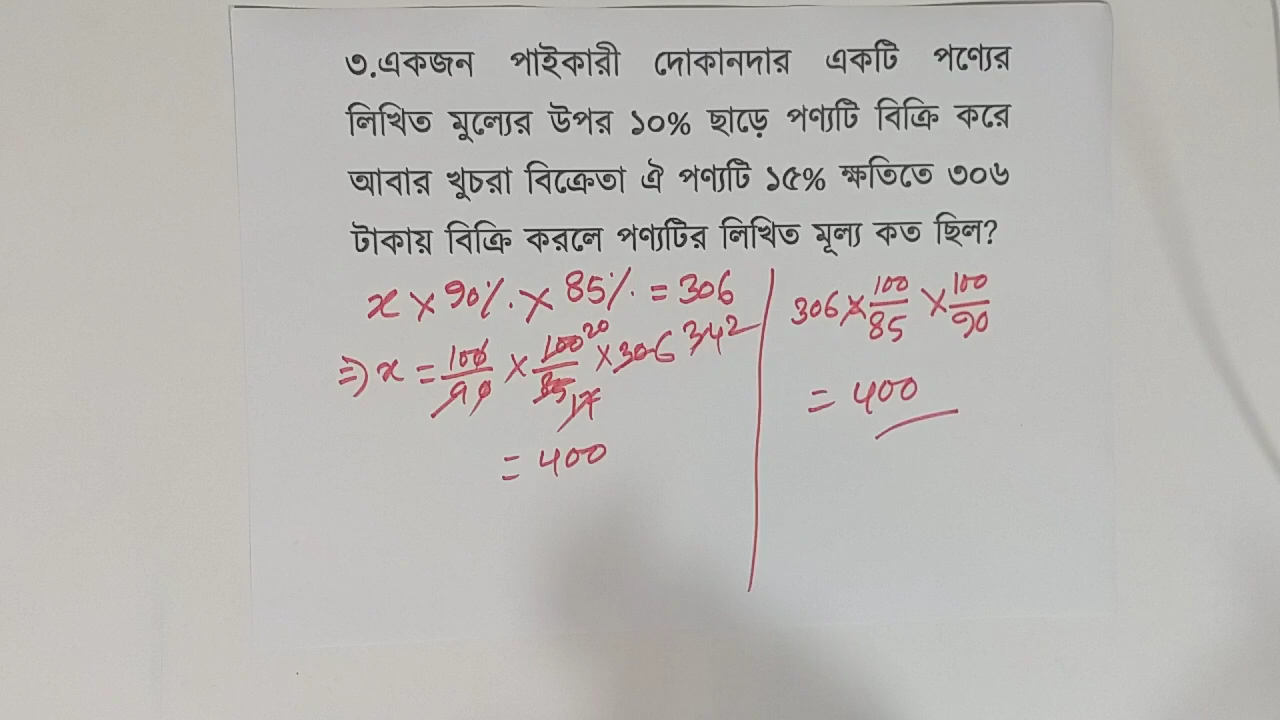 ৩.একজন পাইকারী দোকানদার একটি পণ্যের
লিখিত মূল্যের উপর ১০% ছাড়ে পণ্যটি বিক্রি করে
আবার খুচরা বিক্রেতা ঐ পণ্যটি ১৫% ক্ষতিতে ৩০৬
টাকায় বিক্রি করলে পণ্যটির লিখিত মূল্য কত ছিল?
x × 90% × 85% = 306
⇒ x = 100/90 × 100/85 × 306
= 400
306 × 100/85 × 100/90
= 400